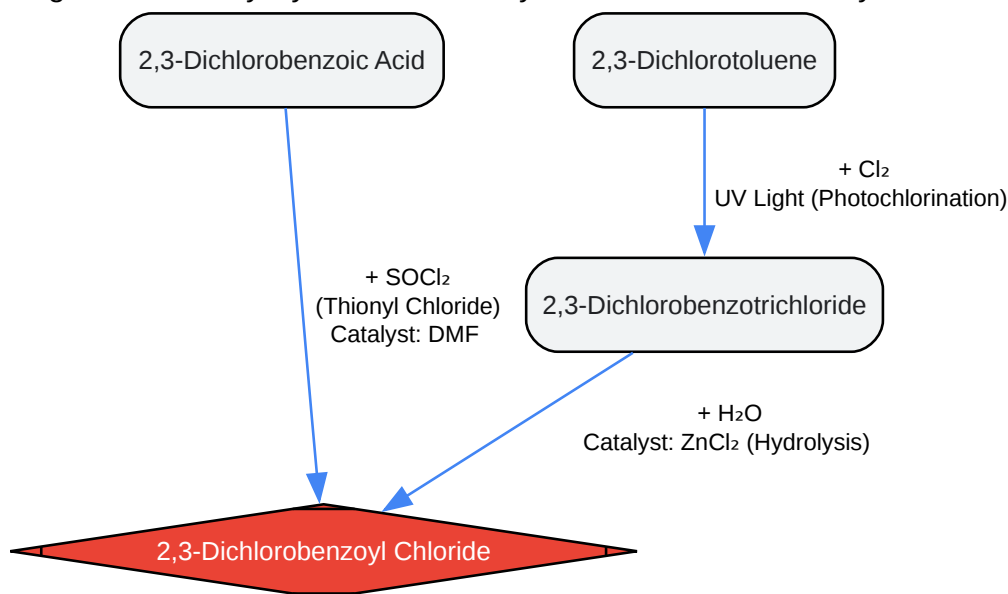 2,3-Dichlorobenzoic Acid
2,3-Dichlorotoluene
+ Cl₂
UV Light (Photochlorination)
+ SOCl₂
(Thionyl Chloride)
Catalyst: DMF
2,3-Dichlorobenzotrichloride
+ H₂O
Catalyst: ZnCl₂ (Hydrolysis)
2,3-Dichlorobenzoyl Chloride